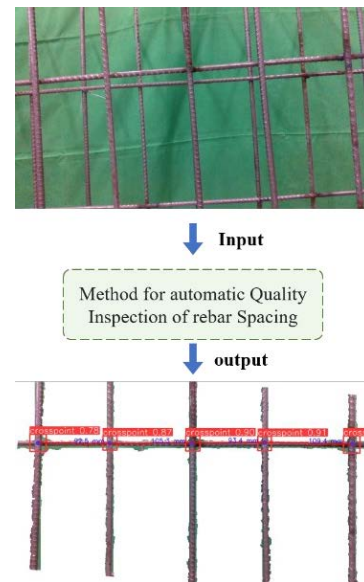 Input
Method for automatic Quality
Inspection of rebar Spacing
output
crosspoint 0.78
crosspoint 0.87
crosspoint 0.90
crosspoint 0.91
cross